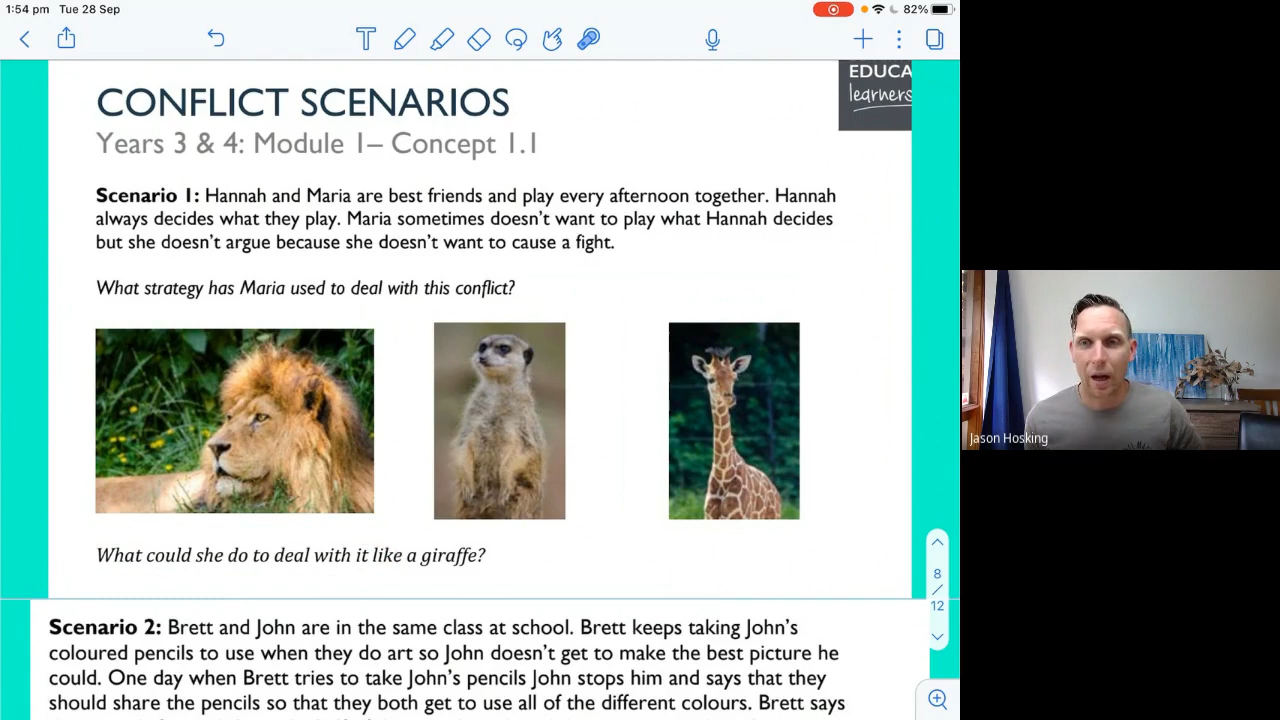 1:54 pm Tue 28 Sep
82%
EDUCA
learners
CONFLICT SCENARIOS
Years 3 & 4: Module 1– Concept 1.1
Scenario 1: Hannah and Maria are best friends and play every afternoon together. Hannah
always decides what they play. Maria sometimes doesn't want to play what Hannah decides
but she doesn't argue because she doesn't want to cause a fight.
What strategy has Maria used to deal with this conflict?
Jason Hosking
What could she do to deal with it like a giraffe?
8
/
12
Scenario 2: Brett and John are in the same class at school. Brett keeps taking John's
coloured pencils to use when they do art so John doesn't get to make the best picture he
could. One day when Brett tries to take John's pencils John stops him and says that they
should share the pencils so that they both get to use all of the different colours. Brett says